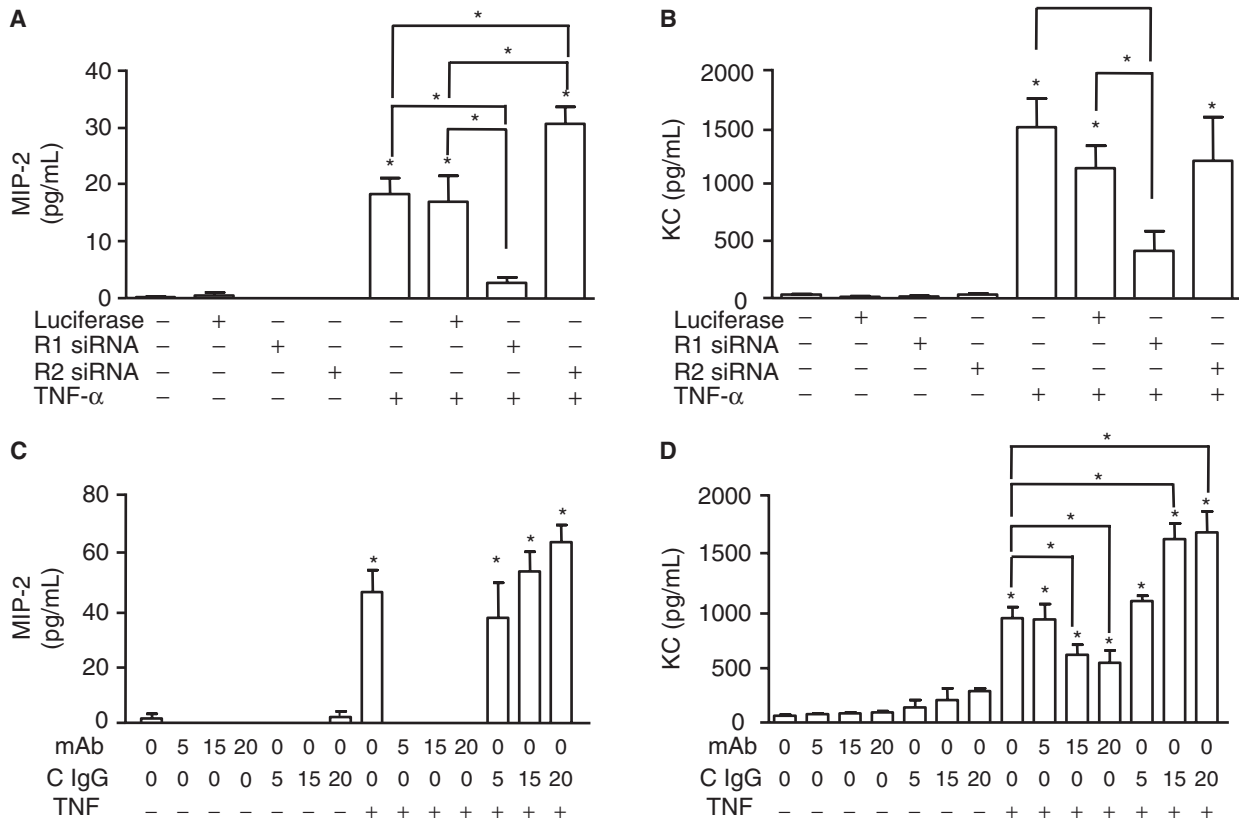 A
MIP-2
(pg/mL)
40
30
20
10
0
* * * * * * *
Luciferase – + – – – + – –
R1 siRNA – – + – – – + –
R2 siRNA – – – + – – – +
TNF-α – – – – + + + +
B
KC (pg/mL)
2000
1500
1000
500
0
* * * *
Luciferase – + – – – + – –
R1 siRNA – – + – – – + –
R2 siRNA – – – + – – – +
TNF-α – – – – + + + +
C
MIP-2
(pg/mL)
80
60
40
20
0
* * * *
mAb 0 5 15 20 0 0 0 0 5 15 20 0 0 0
C IgG 0 0 0 0 5 15 20 0 0 0 0 5 15 20
TNF – – – – – – – + + + + + + +
D
KC (pg/mL)
2000
1500
1000
500
0
* * * * * * * * * * *
mAb 0 5 15 20 0 0 0 0 5 15 20 0 0 0
C IgG 0 0 0 0 5 15 20 0 0 0 0 5 15 20
TNF – – – – – – – + + + + + + +